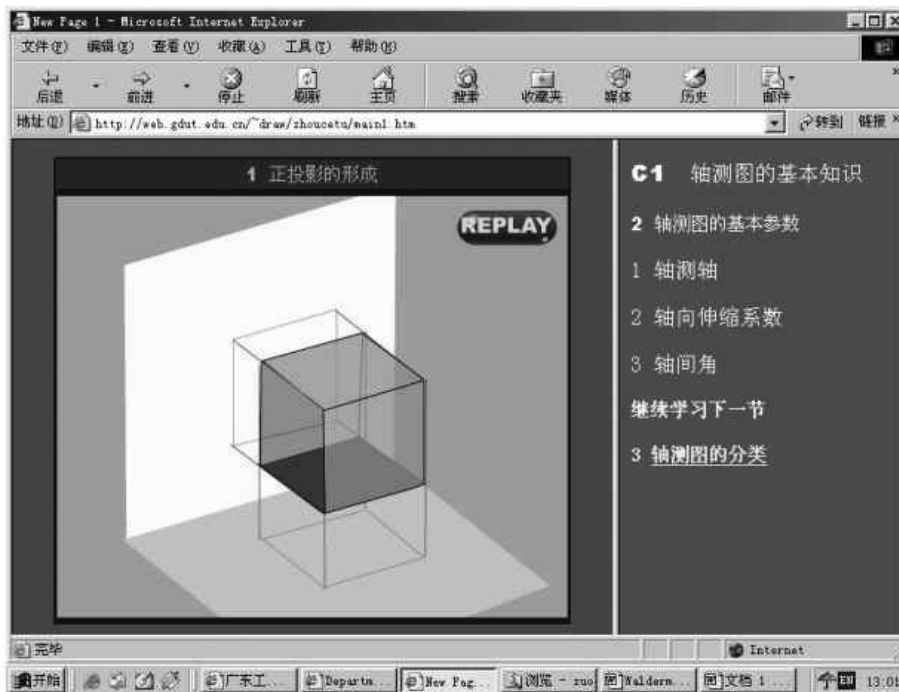 New Page 1 - Microsoft Internet Explorer
文件(F) 编辑(E) 查看(V) 收藏(A) 工具(T) 帮助(H)
后退 前进 停止 刷新 主页 搜索 收藏夹 媒体 历史 邮件
地址(D) http://web.gdut.edu.cn/~draw/zhoucetu/main1.htm 转到 链接 »
1 正投影的形成
REPLAY
C1 轴测图的基本知识
2 轴测图的基本参数
1 轴测轴
2 轴向伸缩系数
3 轴间角
继续学习下一节
3 轴测图的分类
完毕 Internet
开始 广东工... Departm... New Pag... 浏览 - zuo Walderm... 文档 1 ... EN 13:01